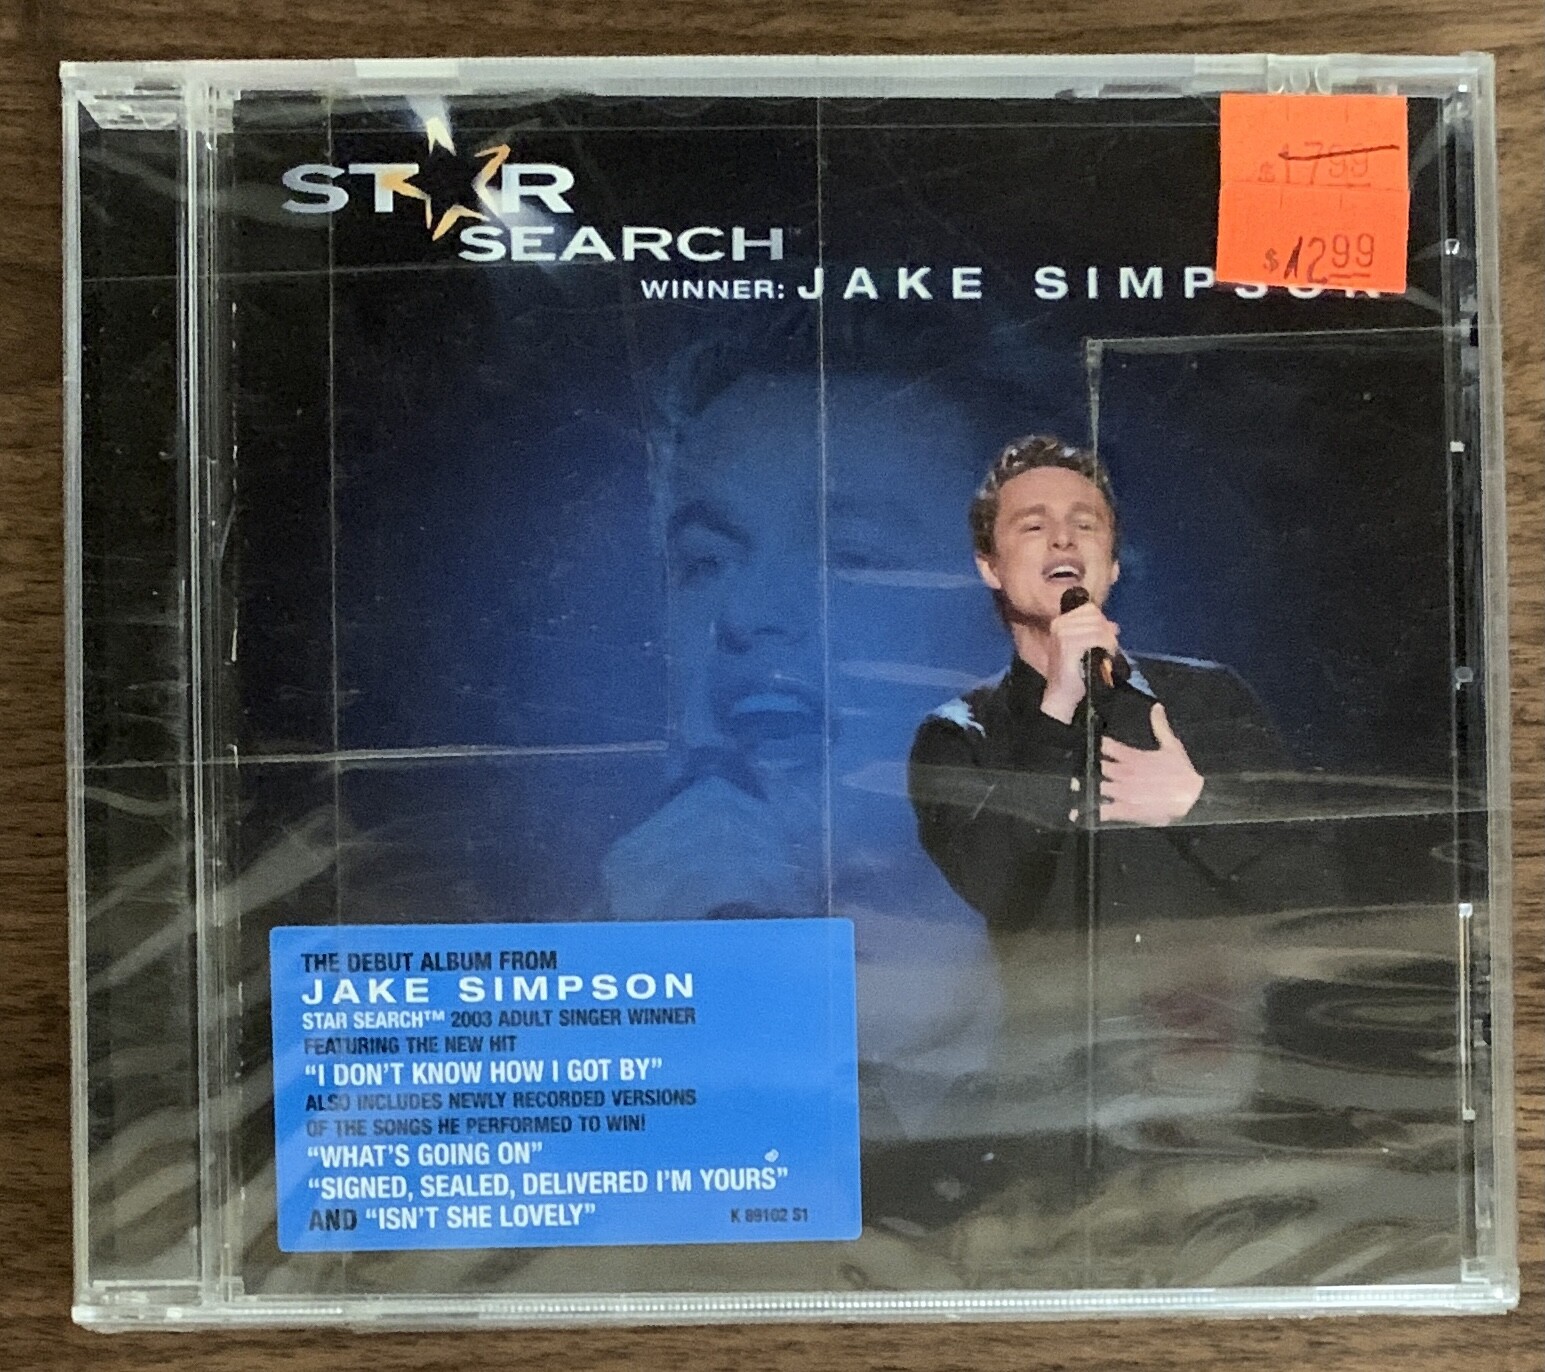 STAR
SEARCH™
WINNER: JAKE SIMPSON
$17.99
$12.99
THE DEBUT ALBUM FROM
JAKE SIMPSON
STAR SEARCH™ 2003 ADULT SINGER WINNER
FEATURING THE NEW HIT
“I DON’T KNOW HOW I GOT BY”
ALSO INCLUDES NEWLY RECORDED VERSIONS
OF THE SONGS HE PERFORMED TO WIN!
“WHAT’S GOING ON”
“SIGNED, SEALED, DELIVERED I’M YOURS”
AND “ISN’T SHE LOVELY”
K 89102 S1